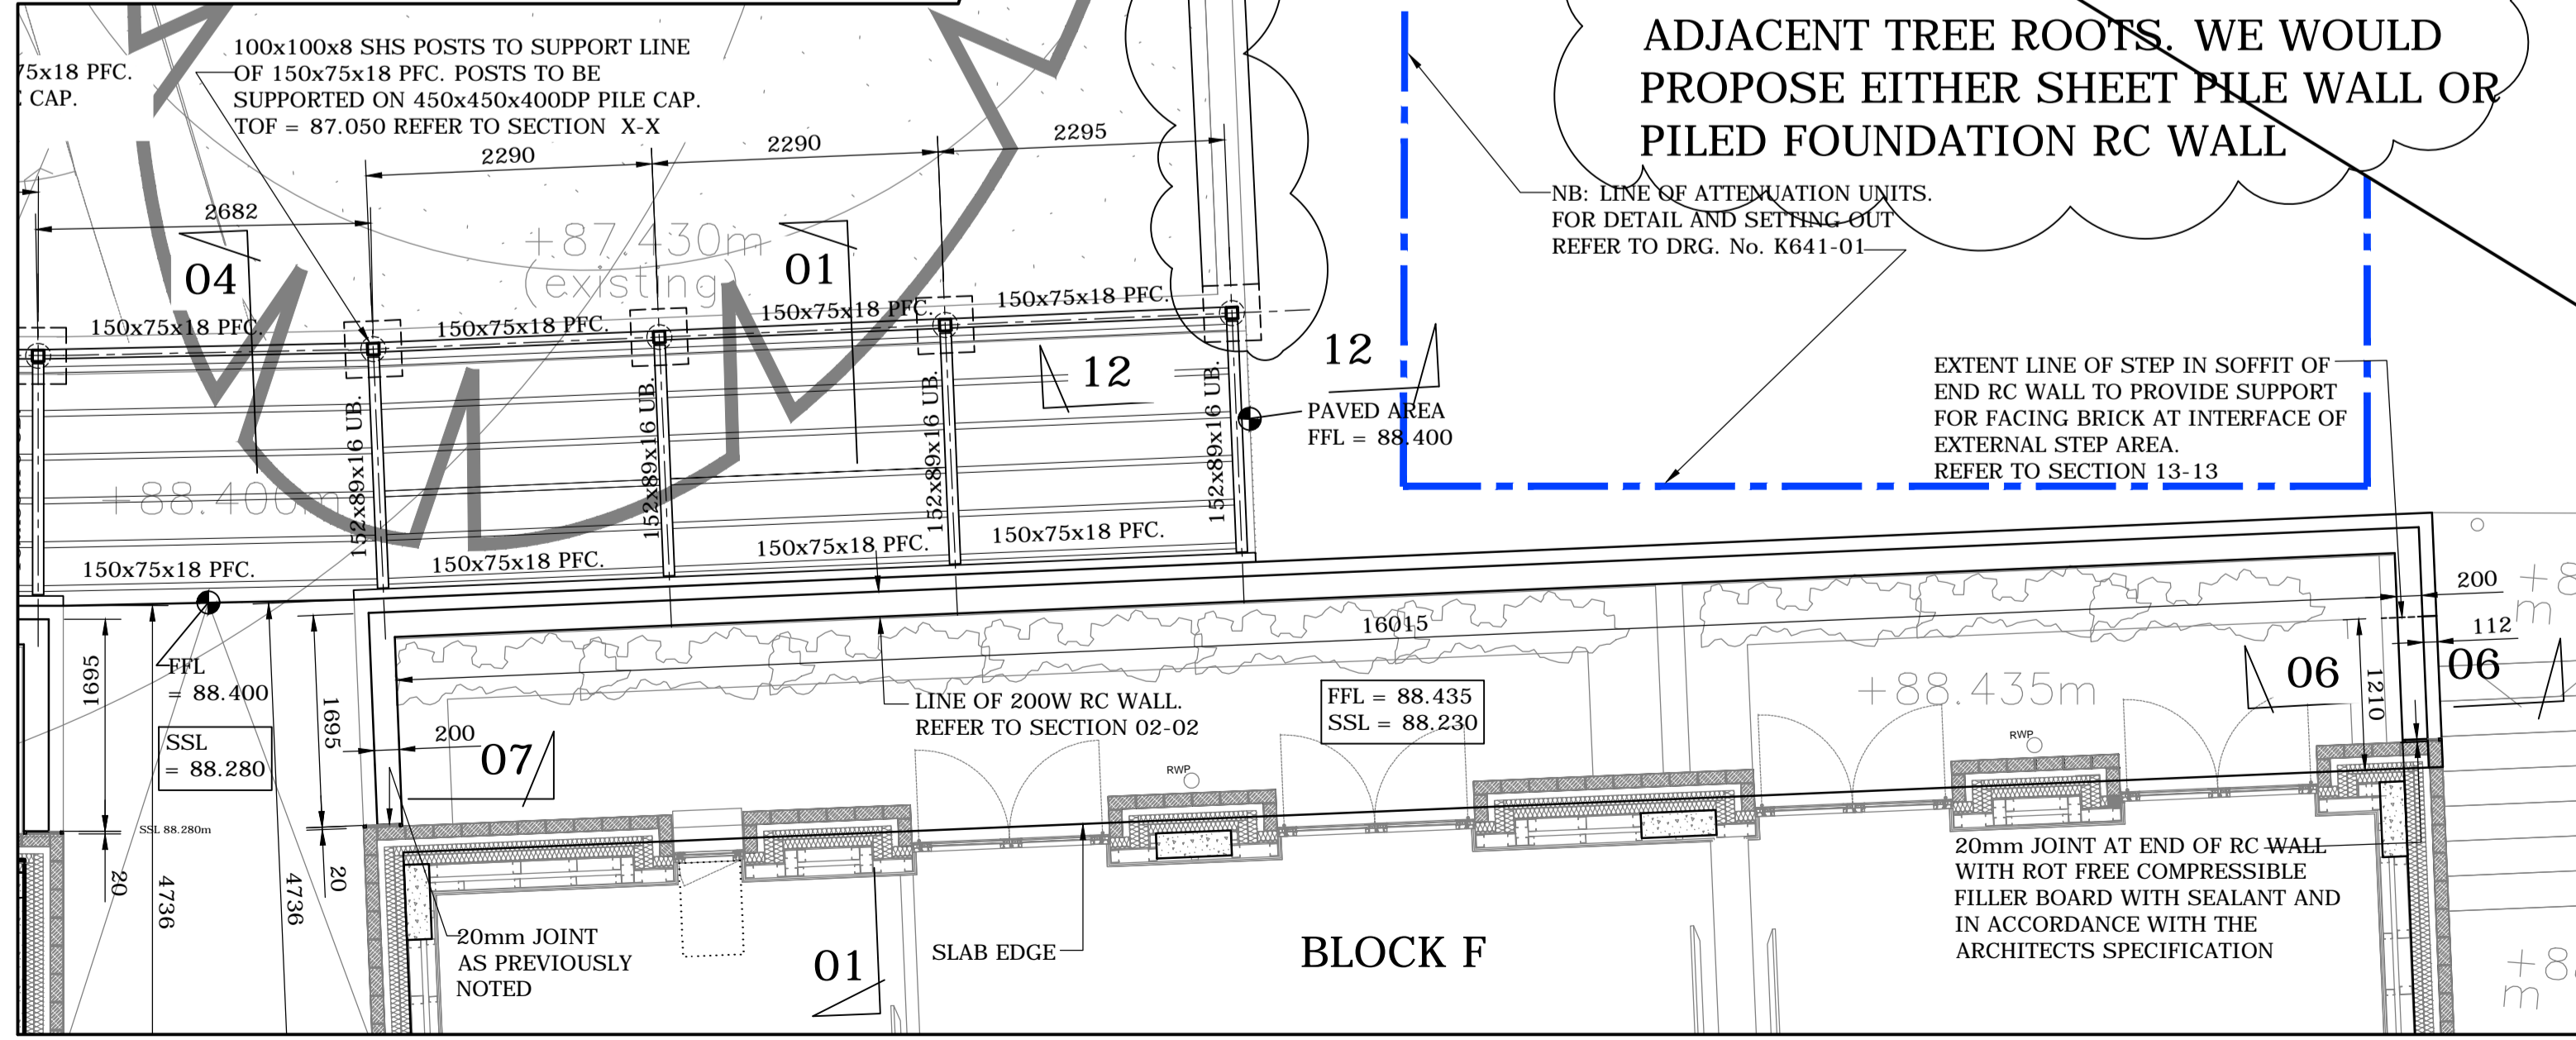 75x18 PFC.
CAP.
100x100x8 SHS POSTS TO SUPPORT LINE
OF 150x75x18 PFC. POSTS TO BE
SUPPORTED ON 450x450x400DP PILE CAP.
TOF = 87.050 REFER TO SECTION X-X
ADJACENT TREE ROOTS. WE WOULD
PROPOSE EITHER SHEET PILE WALL OR
PILED FOUNDATION RC WALL
2290
2290
2295
2682
NB: LINE OF ATTENUATION UNITS.
FOR DETAIL AND SETTING OUT
REFER TO DRG. No. K641-01
+87.430m
(existing)
04
01
150x75x18 PFC.
150x75x18 PFC.
150x75x18 PFC.
150x75x18 PFC.
12
12
PAVED AREA
FFL = 88.400
EXTENT LINE OF STEP IN SOFFIT OF
END RC WALL TO PROVIDE SUPPORT
FOR FACING BRICK AT INTERFACE OF
EXTERNAL STEP AREA.
REFER TO SECTION 13-13
152x89x16 UB.
152x89x16 UB.
152x89x16 UB.
152x89x16 UB.
+88.400m
150x75x18 PFC.
150x75x18 PFC.
150x75x18 PFC.
150x75x18 PFC.
200
+8
m
112
16015
1695
FFL
= 88.400
SSL
= 88.280
SSL 88.280m
1695
200
07
LINE OF 200W RC WALL.
REFER TO SECTION 02-02
FFL = 88.435
SSL = 88.230
+88.435m
06
1210
06
RWP
RWP
20
4736
4736
20
20mm JOINT
AS PREVIOUSLY
NOTED
01
SLAB EDGE
BLOCK F
20mm JOINT AT END OF RC WALL
WITH ROT FREE COMPRESSIBLE
FILLER BOARD WITH SEALANT AND
IN ACCORDANCE WITH THE
ARCHITECTS SPECIFICATION
+8
m